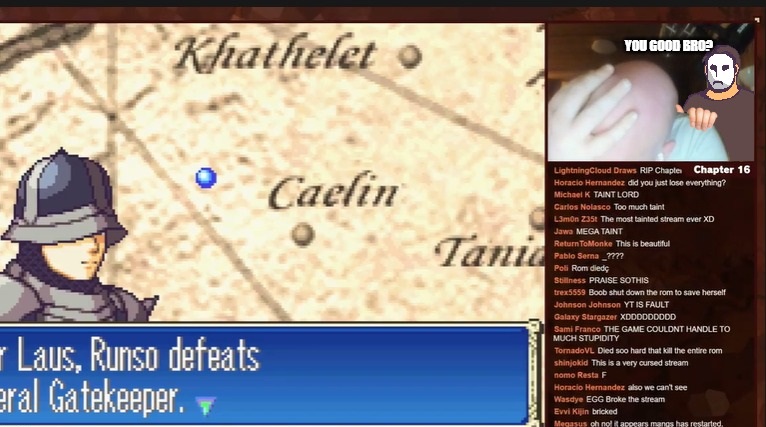 Khathelet
Caelin
Tania
r Laus, Runso defeats
eral Gatekeeper.
YOU GOOD BRO?
Chapter 16
LightningCloud Draws RIP Chapter
Horacio Hernandez did you just lose everything?
Michael K TAINT LORD
Carlos Nolasco Too much taint
L3m0n Z35t The most tainted stream ever XD
Jawa MEGA TAINT
ReturnToMonke This is beautiful
Pablo Serna _????
Poli Rom diedç
Stillness PRAISE SOTHIS
trex5559 Boob shut down the rom to save herself
Johnson Johnson YT IS FAULT
Galaxy Stargazer XDDDDDDDDD
Sami Franco THE GAME COULDNT HANDLE TO
MUCH STUPIDITY
TornadoVL Died soo hard that kill the entire rom
shinjokid This is a very cursed stream
nomo Resta F
Horacio Hernandez also we can't see
Wasdye EGG Broke the stream
Evvi Kijin bricked
Megasus oh no! it appears mangs has restarted.